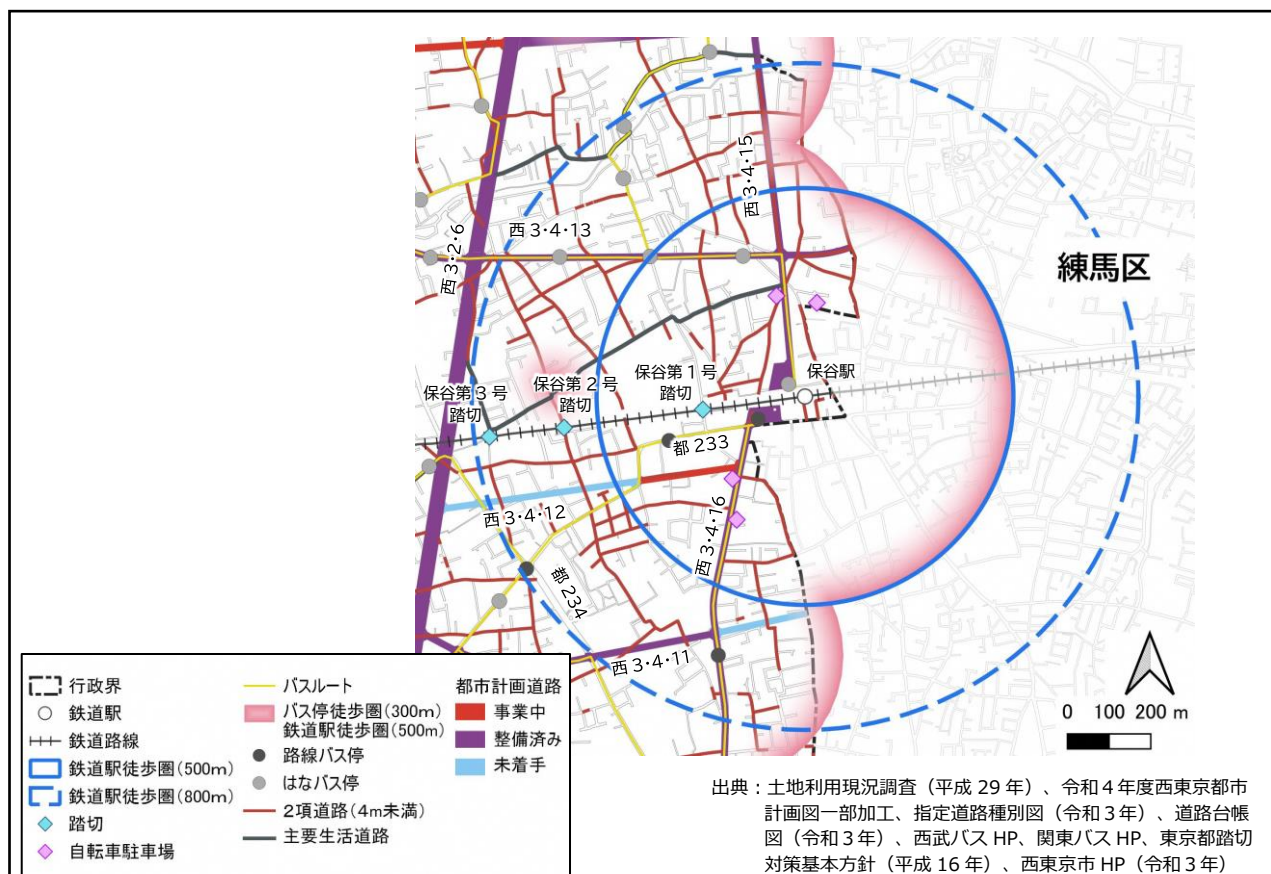 西3・2・6
西3・4・13
西3・4・15
練馬区
保谷第3号
踏切
保谷第2号
踏切
保谷第1号
踏切
保谷駅
都233
西3・4・12
西3・4・16
都234
西3・4・11
0 100 200 m
行政界
鉄道駅
鉄道路線
鉄道駅徒歩圏(500m)
鉄道駅徒歩圏(800m)
踏切
自転車駐車場
バスルート
バス停徒歩圏(300m)
鉄道駅徒歩圏(500m)
路線バス停
はなバス停
2項道路(4m未満)
主要生活道路
都市計画道路
事業中
整備済み
未着手
出典：土地利用現況調査（平成 29 年）、令和４年度西東京都市
計画図一部加工、指定道路種別図（令和３年）、道路台帳
図（令和３年）、西武バス HP、関東バス HP、東京都踏切
対策基本方針（平成 16 年）、西東京市 HP（令和３年）